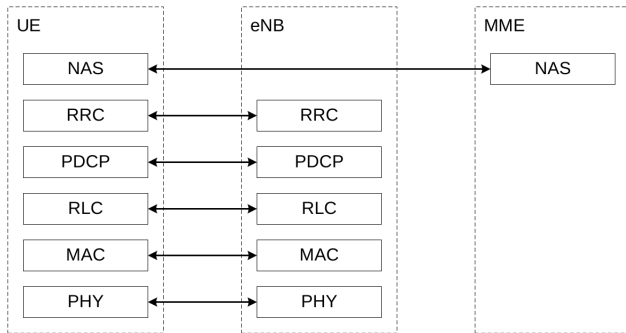 UE eNB MME
NAS NAS
RRC RRC
PDCP PDCP
RLC RLC
MAC MAC
PHY PHY